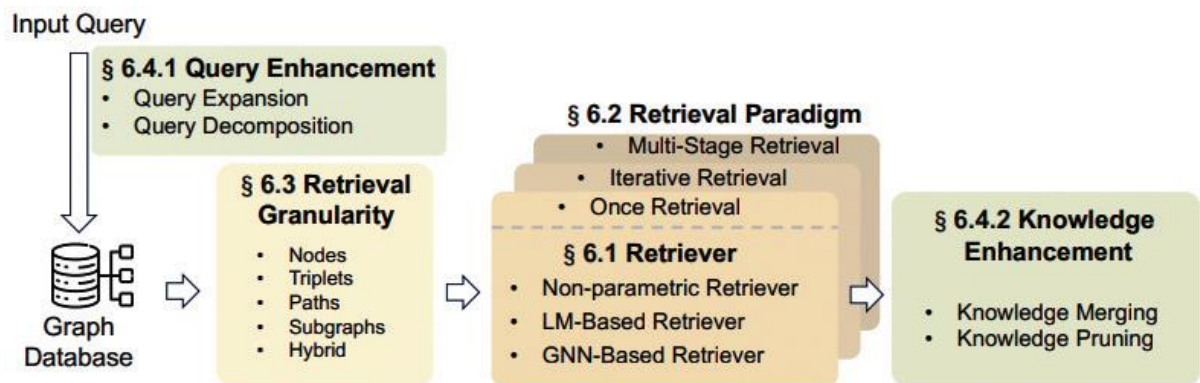 Input Query
§ 6.4.1 Query Enhancement
• Query Expansion
• Query Decomposition
Graph
Database
§ 6.3 Retrieval
Granularity
• Nodes
• Triplets
• Paths
• Subgraphs
• Hybrid
§ 6.2 Retrieval Paradigm
• Multi-Stage Retrieval
• Iterative Retrieval
• Once Retrieval
§ 6.1 Retriever
• Non-parametric Retriever
• LM-Based Retriever
• GNN-Based Retriever
§ 6.4.2 Knowledge
Enhancement
• Knowledge Merging
• Knowledge Pruning